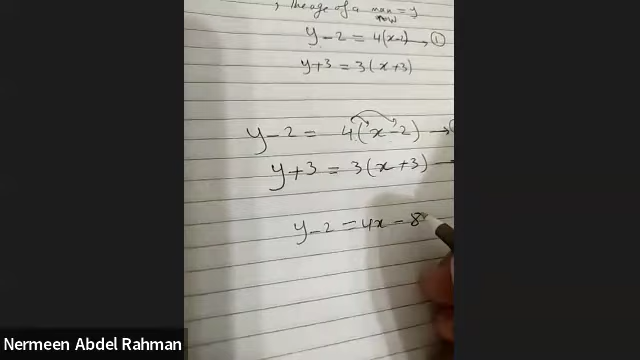 , The age of a man = y
now
y - 2 = 4(x-2) → ①
y+3 = 3(x+3)
y - 2 = 4(x - 2) →
y+3 = 3(x+3) →
y - 2 = 4x - 8
Nermeen Abdel Rahman